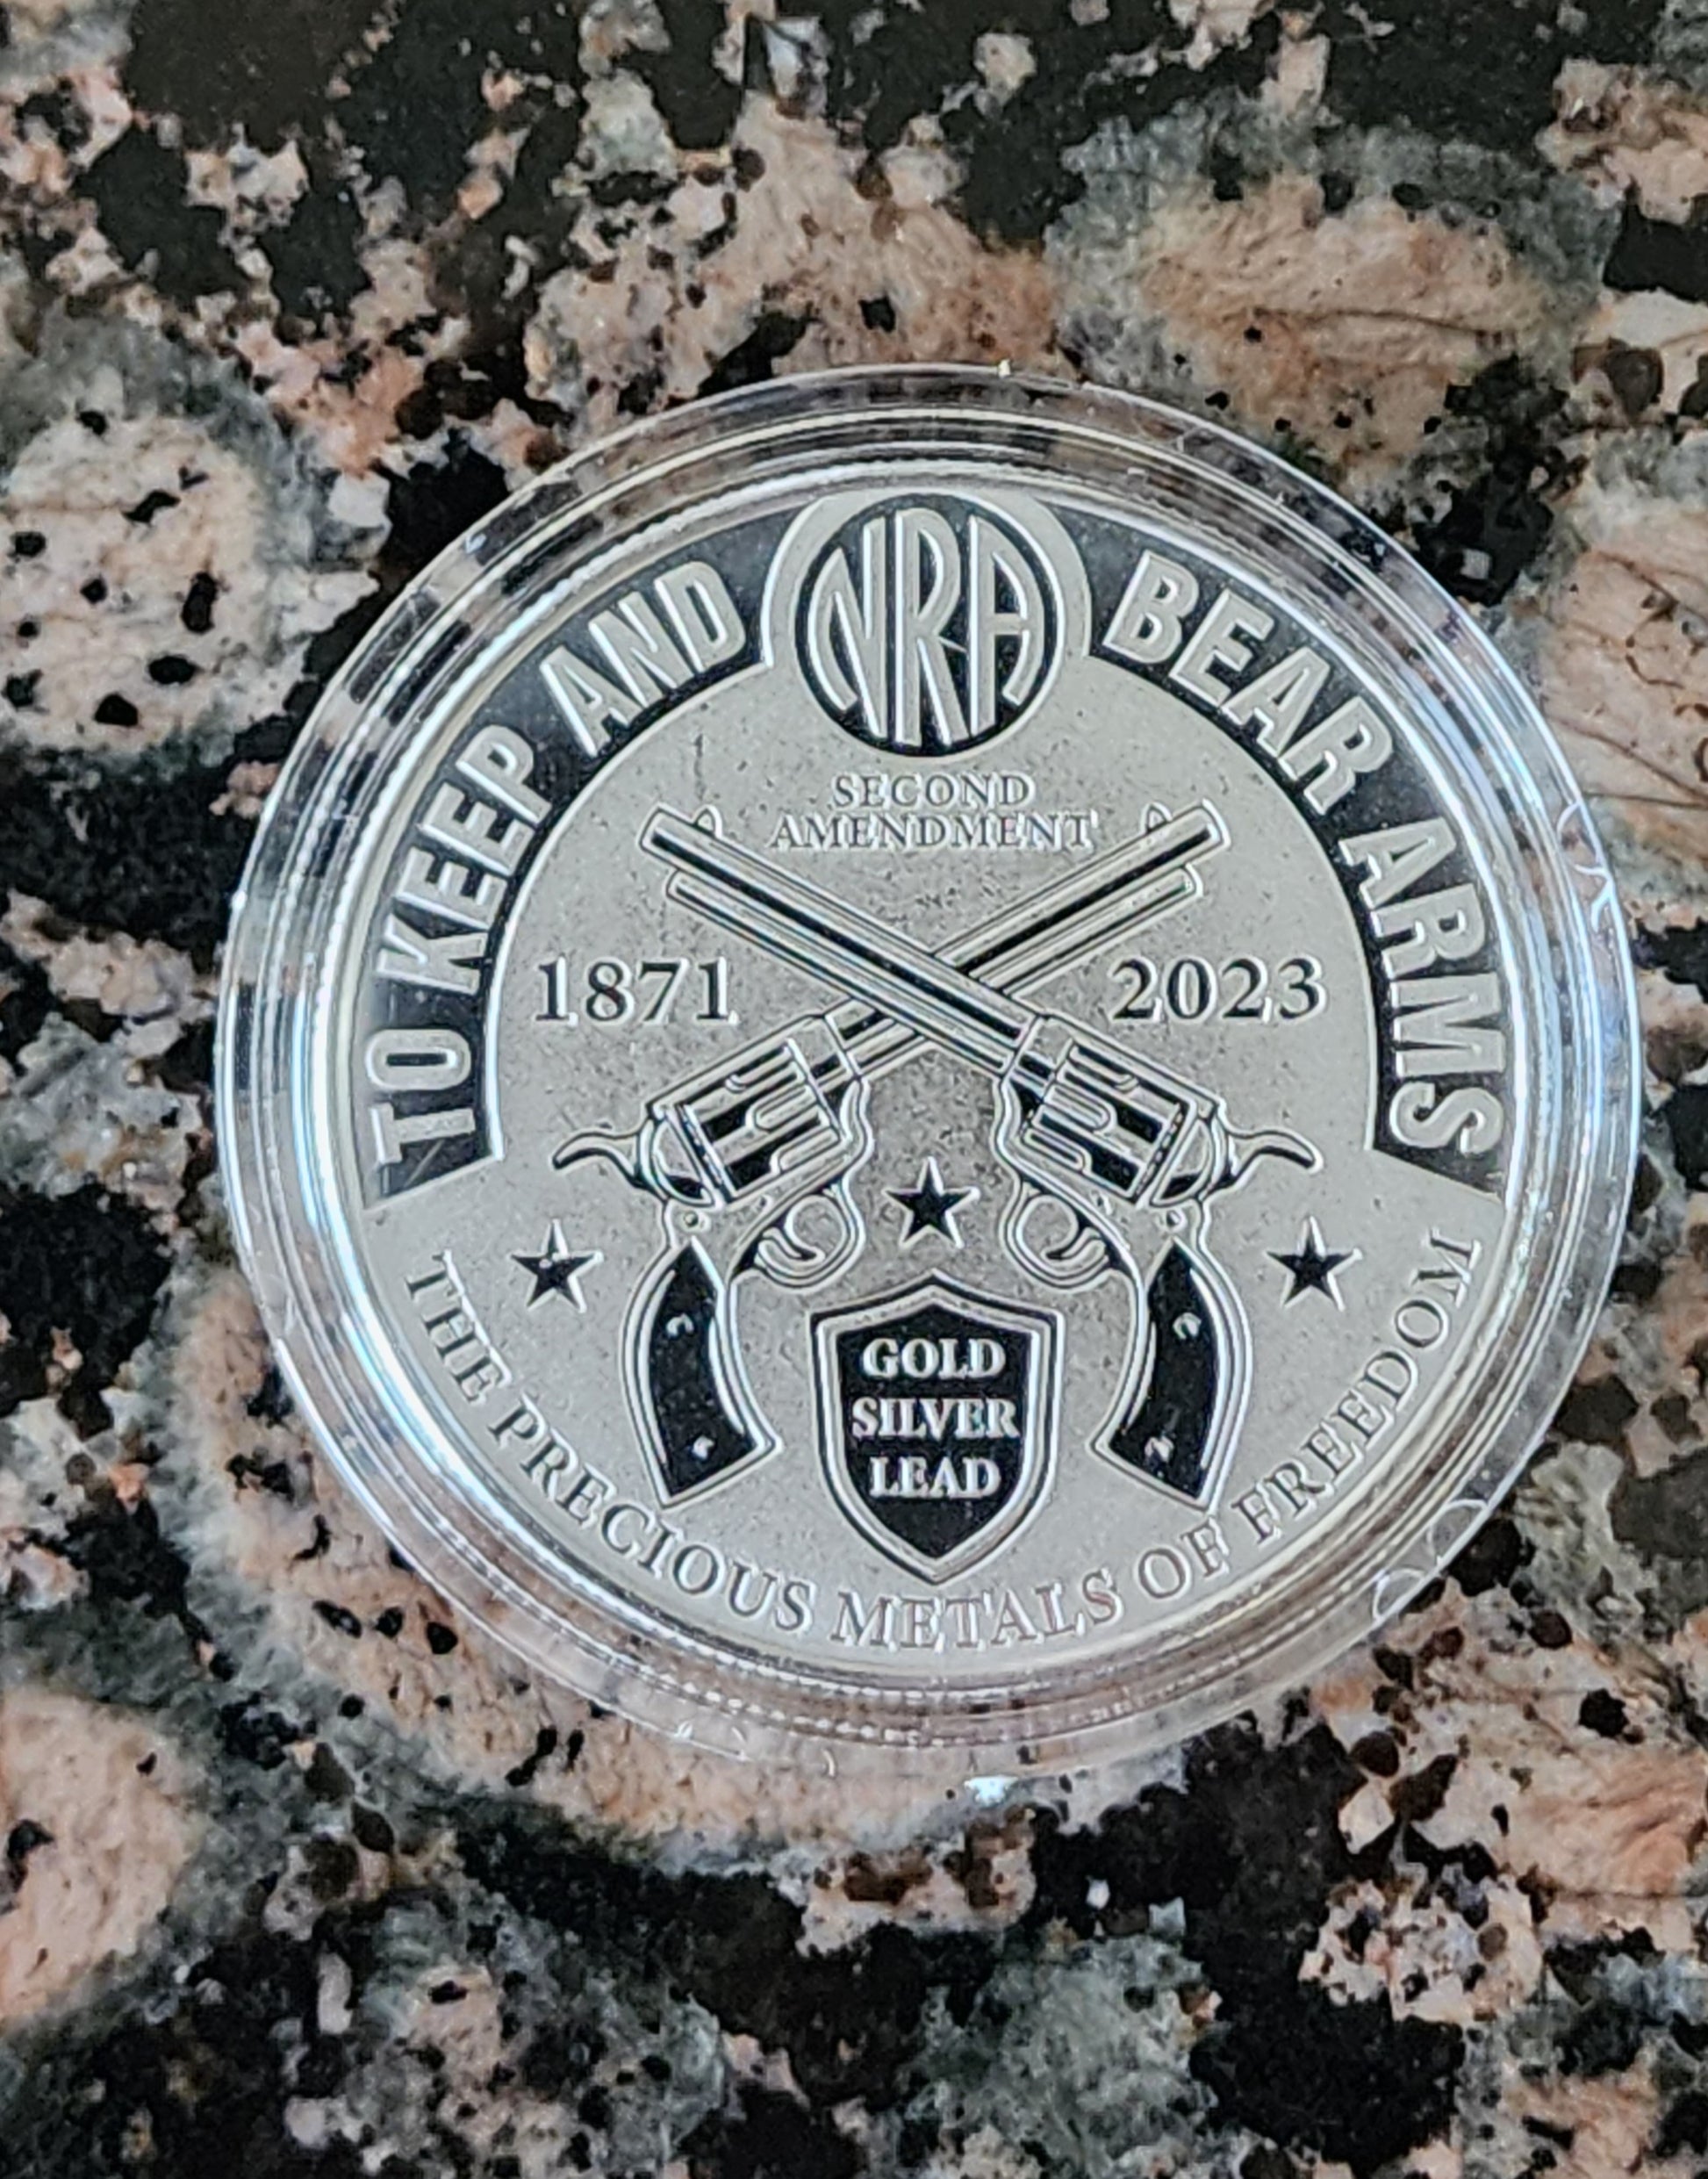 TO KEEP AND
NRA
BEAR ARMS
SECOND
AMENDMENT
1871
2023
GOLD
SILVER
LEAD
THE PRECIOUS METALS OF FREEDOM